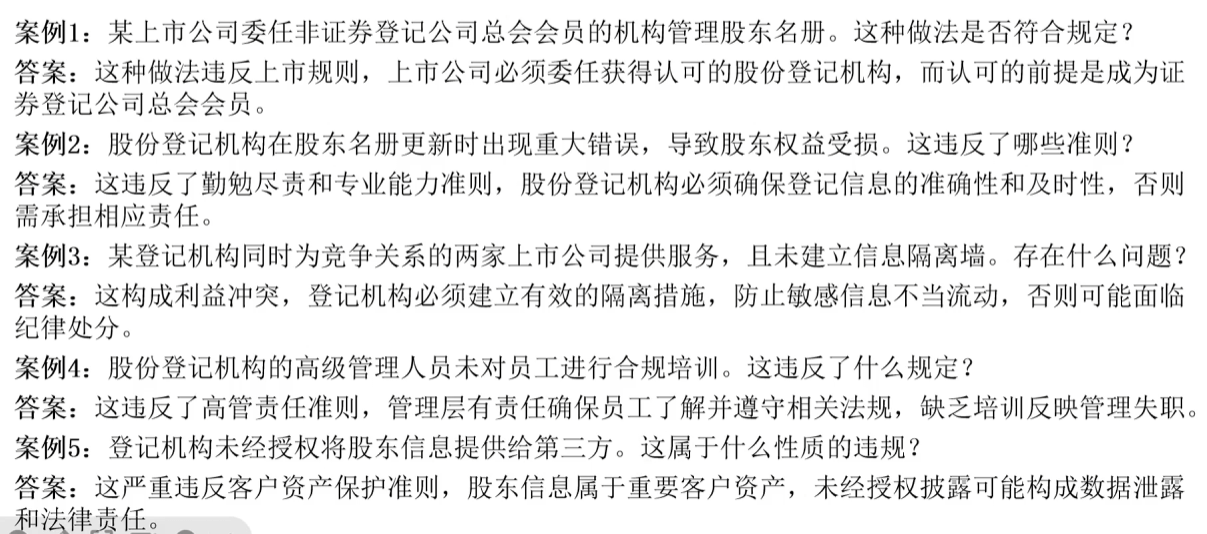 案例1：某上市公司委任非证券登记公司总会会员的机构管理股东名册。这种做法是否符合规定？
答案：这种做法违反上市规则，上市公司必须委任获得认可的股份登记机构，而认可的前提是成为证
券登记公司总会会员。
案例2：股份登记机构在股东名册更新时出现重大错误，导致股东权益受损。这违反了哪些准则？
答案：这违反了勤勉尽责和专业能力准则，股份登记机构必须确保登记信息的准确性和及时性，否则
需承担相应责任。
案例3：某登记机构同时为竞争关系的两家上市公司提供服务，且未建立信息隔离墙。存在什么问题？
答案：这构成利益冲突，登记机构必须建立有效的隔离措施，防止敏感信息不当流动，否则可能面临
纪律处分。
案例4：股份登记机构的高级管理人员未对员工进行合规培训。这违反了什么规定？
答案：这违反了高管责任准则，管理层有责任确保员工了解并遵守相关法规，缺乏培训反映管理失职。
案例5：登记机构未经授权将股东信息提供给第三方。这属于什么性质的违规？
答案：这严重违反客户资产保护准则，股东信息属于重要客户资产，未经授权披露可能构成数据泄露
和法律责任。